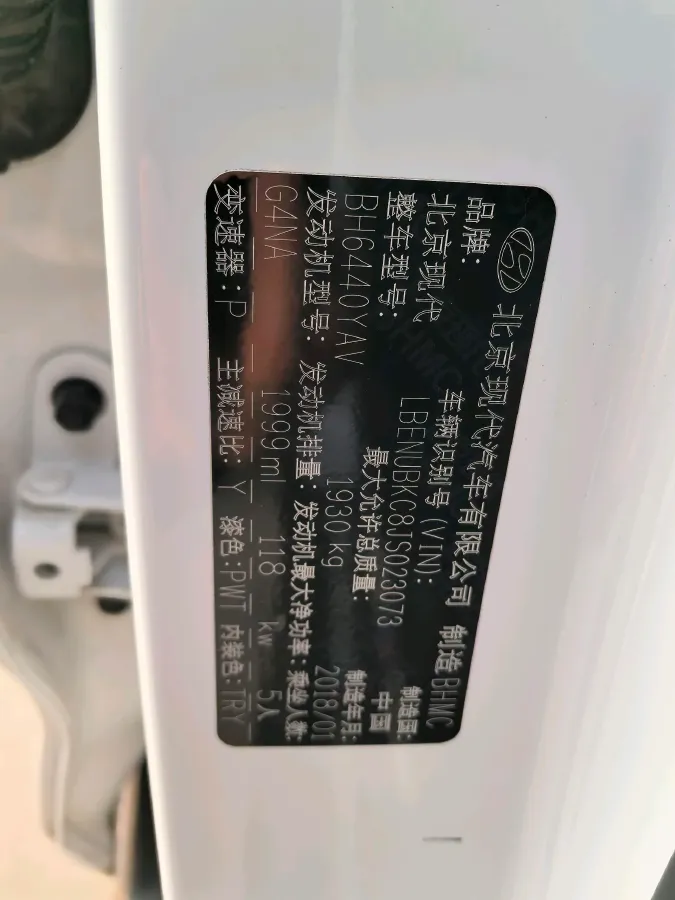 北京现代汽车有限公司 制造 BHMC
品牌: 车辆识别号(VIN): 制造国:
北京现代 LBENUBKC8JS023073 中国
整车型号: 最大允许总质量: 制造年月:
BH6440YAV 1930 kg 2018/01
发动机型号: 发动机排量: 发动机最大净功率: 乘坐人数:
G4NA 1999ml 118 kw 5人
变速器: P 主减速比: Y 漆色: PWT 内装色: TRY